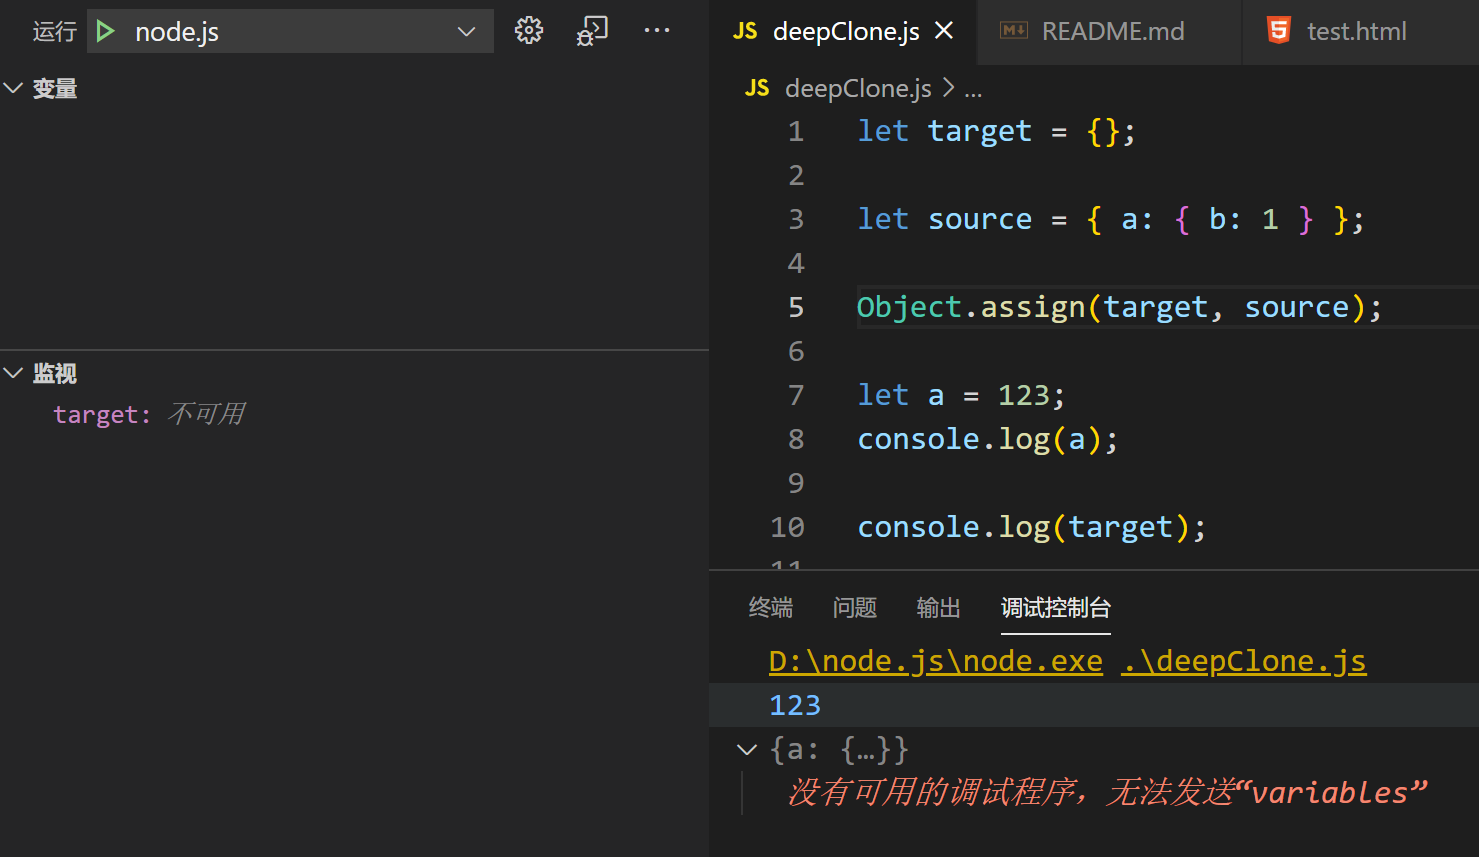 运行 node.js
变量
监视
target: 不可用
JS deepClone.js
README.md
test.html
JS deepClone.js > ...
1 let target = {};
2
3 let source = { a: { b: 1 } };
4
5 Object.assign(target, source);
6
7 let a = 123;
8 console.log(a);
9
10 console.log(target);
11
终端 问题 输出 调试控制台
D:\node.js\node.exe .\deepClone.js
123
{a: {…}}
没有可用的调试程序，无法发送“variables”